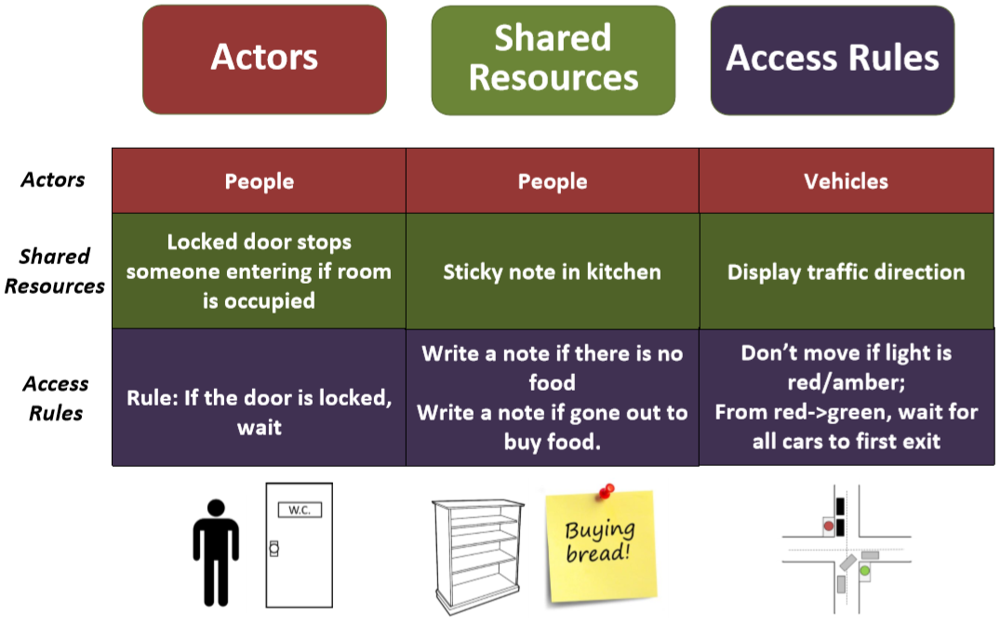 Actors
Shared
Resources
Access Rules
Actors
People
People
Vehicles
Shared
Resources
Locked door stops
someone entering if room
is occupied
Sticky note in kitchen
Display traffic direction
Access
Rules
Rule: If the door is locked,
wait
Write a note if there is no
food
Write a note if gone out to
buy food.
Don’t move if light is
red/amber;
From red->green, wait for
all cars to first exit
W.C.
Buying
bread!